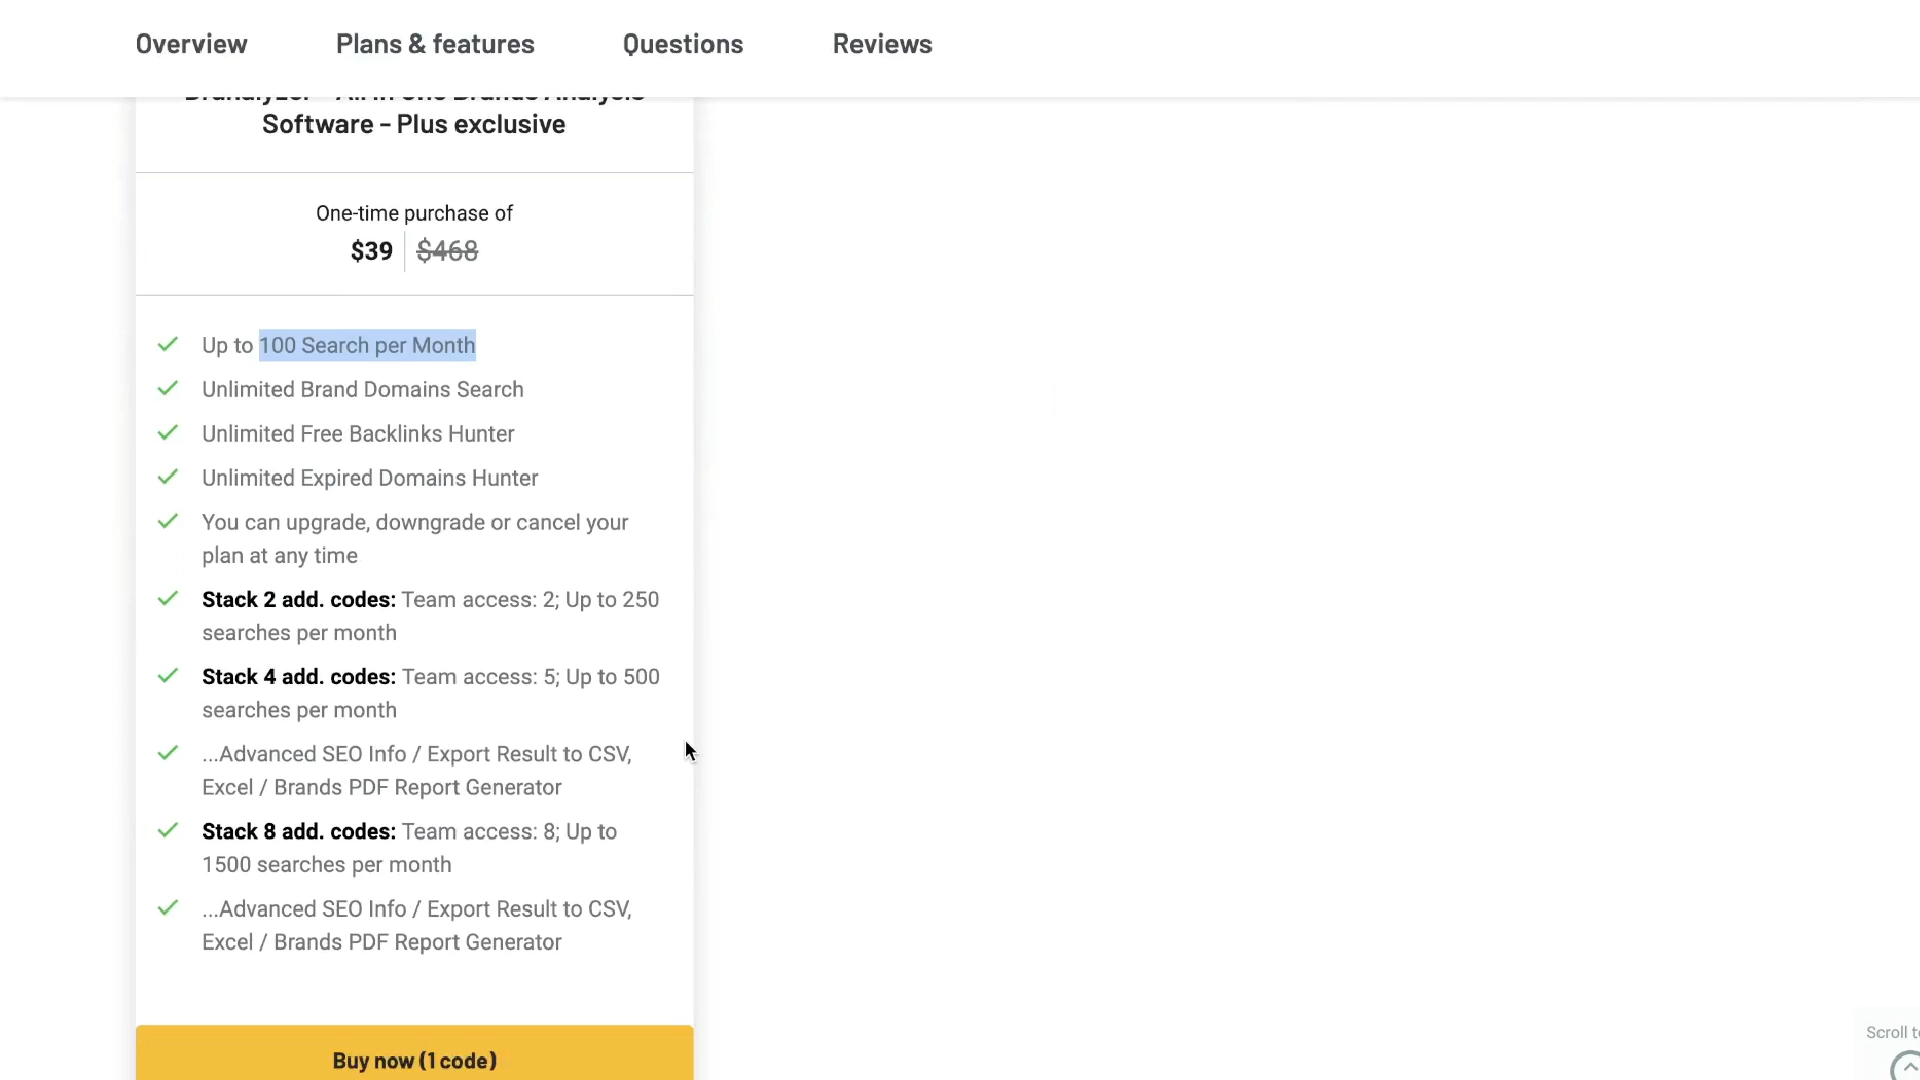 Overview Plans & features Questions Reviews
Software – Plus exclusive
One-time purchase of
$39 $468
Up to 100 Search per Month
Unlimited Brand Domains Search
Unlimited Free Backlinks Hunter
Unlimited Expired Domains Hunter
You can upgrade, downgrade or cancel your
plan at any time
Stack 2 add. codes: Team access: 2; Up to 250
searches per month
Stack 4 add. codes: Team access: 5; Up to 500
searches per month
...Advanced SEO Info / Export Result to CSV,
Excel / Brands PDF Report Generator
Stack 8 add. codes: Team access: 8; Up to
1500 searches per month
...Advanced SEO Info / Export Result to CSV,
Excel / Brands PDF Report Generator
Buy now (1 code)
Scroll